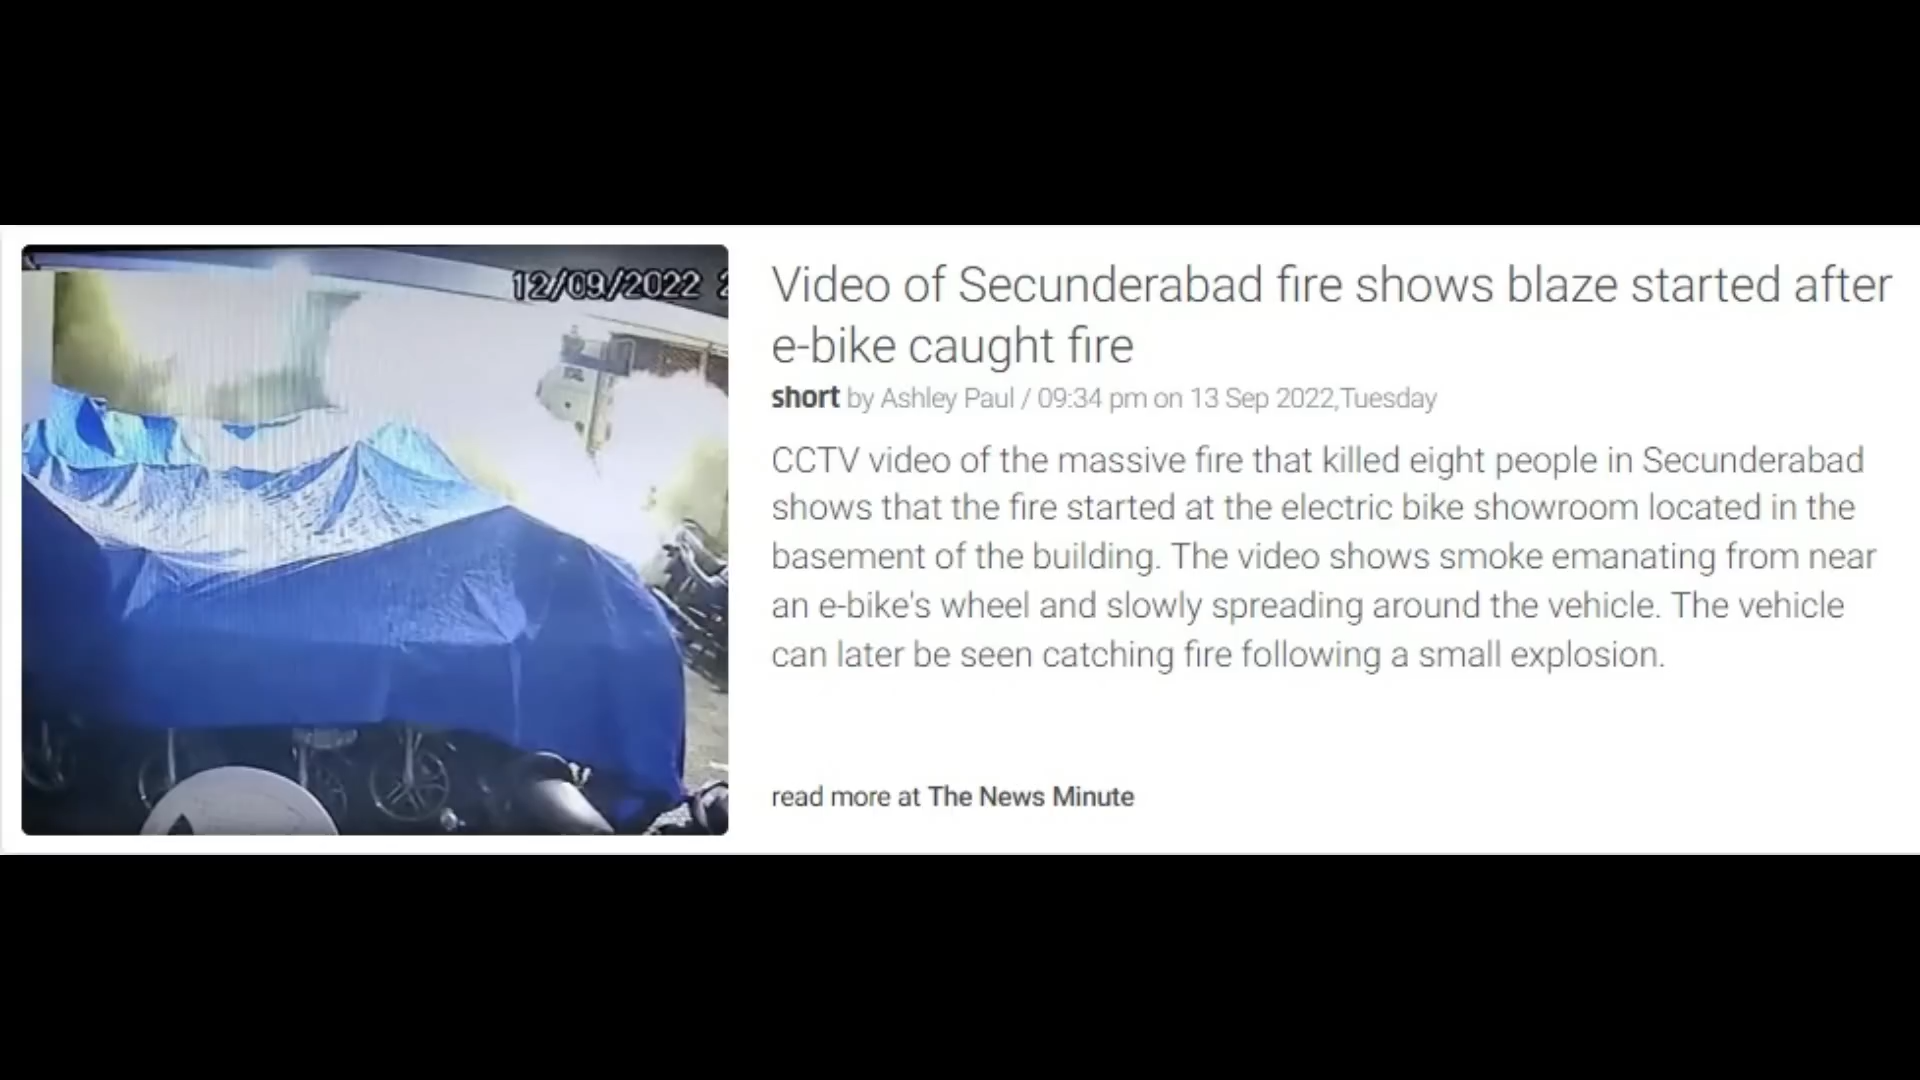 12/09/2022
Video of Secunderabad fire shows blaze started after
e-bike caught fire
short by Ashley Paul / 09:34 pm on 13 Sep 2022,Tuesday
CCTV video of the massive fire that killed eight people in Secunderabad
shows that the fire started at the electric bike showroom located in the
basement of the building. The video shows smoke emanating from near
an e-bike's wheel and slowly spreading around the vehicle. The vehicle
can later be seen catching fire following a small explosion.
read more at The News Minute